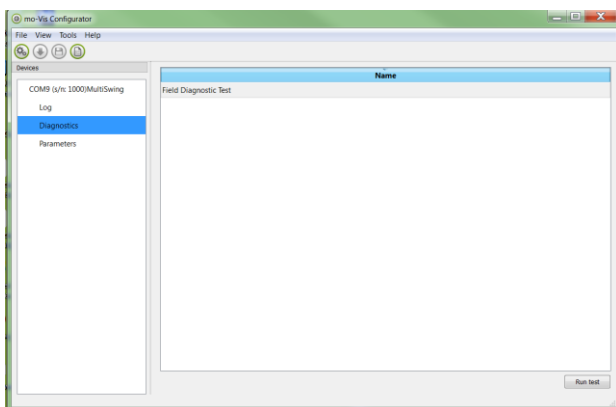 mo-Vis Configurator
File View Tools Help
Devices
COM9 (s/n: 1000)MultiSwing
Log
Diagnostics
Parameters
Name
Field Diagnostic Test
Run test